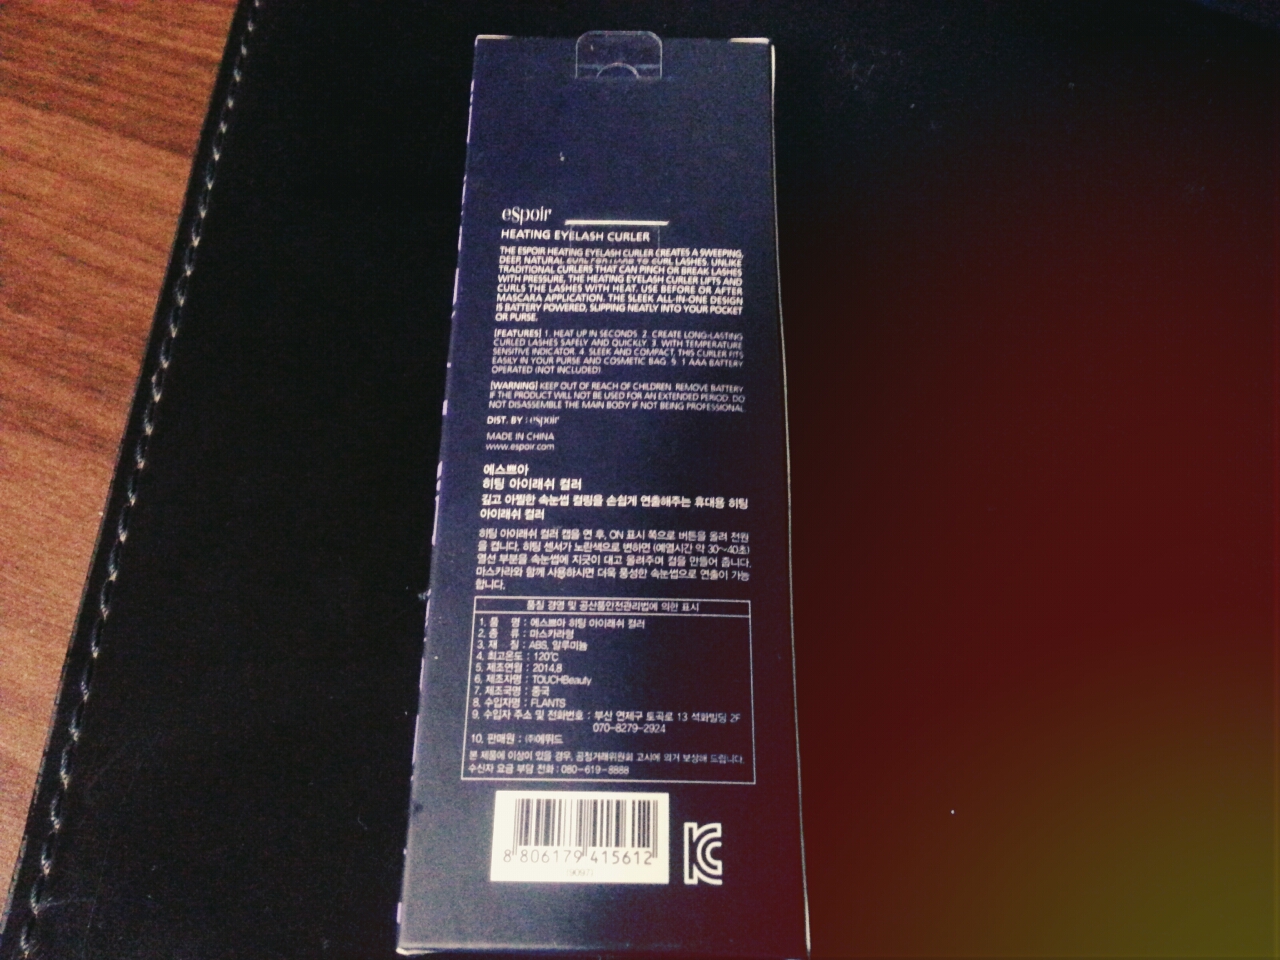 eSpoir
HEATING EYELASH CURLER
THE ESPOIR HEATING EYELASH CURLER CREATES A SWEEPING,
DEEP, NATURAL CURL LASHES. UNLIKE
TRADITIONAL CURLERS THAT CAN PINCH OR BREAK LASHES
WITH PRESSURE, THE HEATING EYELASH CURLER LIFTS AND
CURLS THE LASHES WITH HEAT. USE BEFORE OR AFTER
MASCARA APPLICATION. THE SLEEK ALL-IN-ONE DESIGN
IS BATTERY POWERED, SLIPPING NEATLY INTO YOUR POCKET
OR PURSE.
[FEATURES] 1. HEAT UP IN SECONDS. 2. CREATE LONG-LASTING
CURLED LASHES SAFELY AND QUICKLY. 3. WITH TEMPERATURE
SENSITIVE INDICATOR. 4. SLEEK AND COMPACT, THIS CURLER FITS
EASILY IN YOUR PURSE AND COSMETIC BAG. 5. 1 AAA BATTERY
OPERATED (NOT INCLUDED)
[WARNING] KEEP OUT OF REACH OF CHILDREN. REMOVE BATTERY
IF THE PRODUCT WILL NOT BE USED FOR AN EXTENDED PERIOD. DO
NOT DISASSEMBLE THE MAIN BODY IF NOT BEING PROFESSIONAL.
DIST. BY : eSpoir
MADE IN CHINA
www.espoir.com
에스쁘아
히팅 아이래쉬 컬러
깊고 아찔한 속눈썹 컬링을 손쉽게 연출해주는 휴대용 히팅
아이래쉬 컬러
히팅 아이래쉬 컬러 캡을 연 후, ON 표시 쪽으로 버튼을 올려 전원
을 켭니다. 히팅 센서가 노란색으로 변하면 (예열시간 약 30~40초)
열선 부분을 속눈썹에 지긋이 대고 올려주며 컬을 만들어 줍니다.
마스카라와 함께 사용하시면 더욱 풍성한 속눈썹으로 연출이 가능
합니다.
품질 경영 및 공산품안전관리법에 의한 표시
1. 품 명 : 에스쁘아 히팅 아이래쉬 컬러
2. 종 류 : 마스카라형
3. 재 질 : ABS, 알루미늄
4. 최고온도 : 120℃
5. 제조연월 : 2014.8
6. 제조자명 : TOUCHBeauty
7. 제조국명 : 중국
8. 수입자명 : FLANTS
9. 수입자 주소 및 전화번호 : 부산 연제구 토곡로 13 석화빌딩 2F
070-8279-2924
10. 판매원 : (주)에뛰드
본 제품에 이상이 있을 경우, 공정거래위원회 고시에 의거 보상해 드립니다.
수신자 요금 부담 전화 : 080-619-8888
8 806179 415612
KC